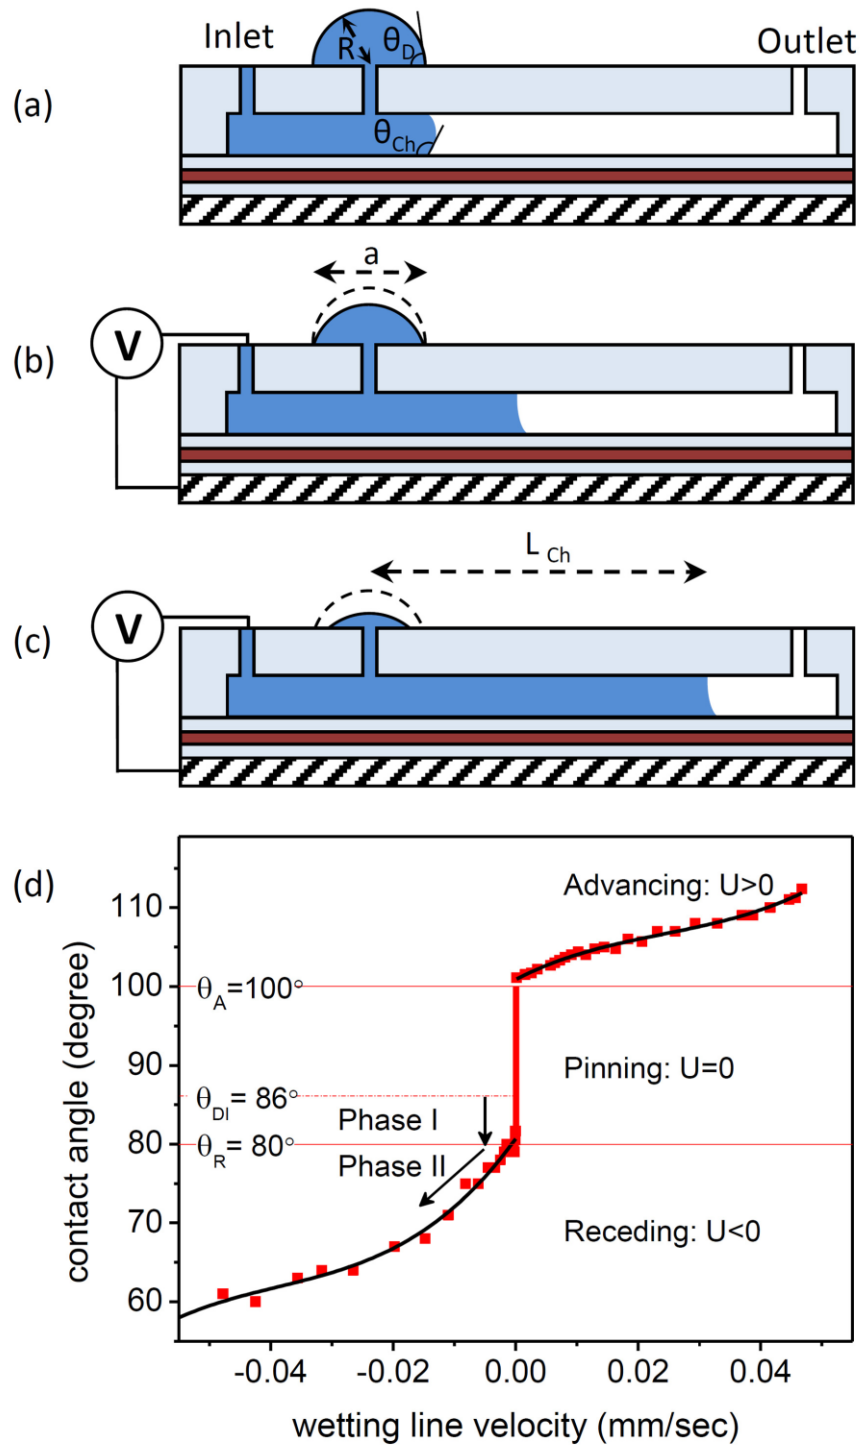 (a)
Inlet
R
θD
Outlet
θCh
(b)
a
V
(c)
L Ch
V
(d)
Advancing: U>0
110
θA=100°
100
Pinning: U=0
90
θDI= 86°
Phase I
80
θR= 80°
Phase II
70
Receding: U<0
60
contact angle (degree)
-0.04 -0.02 0.00 0.02 0.04
wetting line velocity (mm/sec)